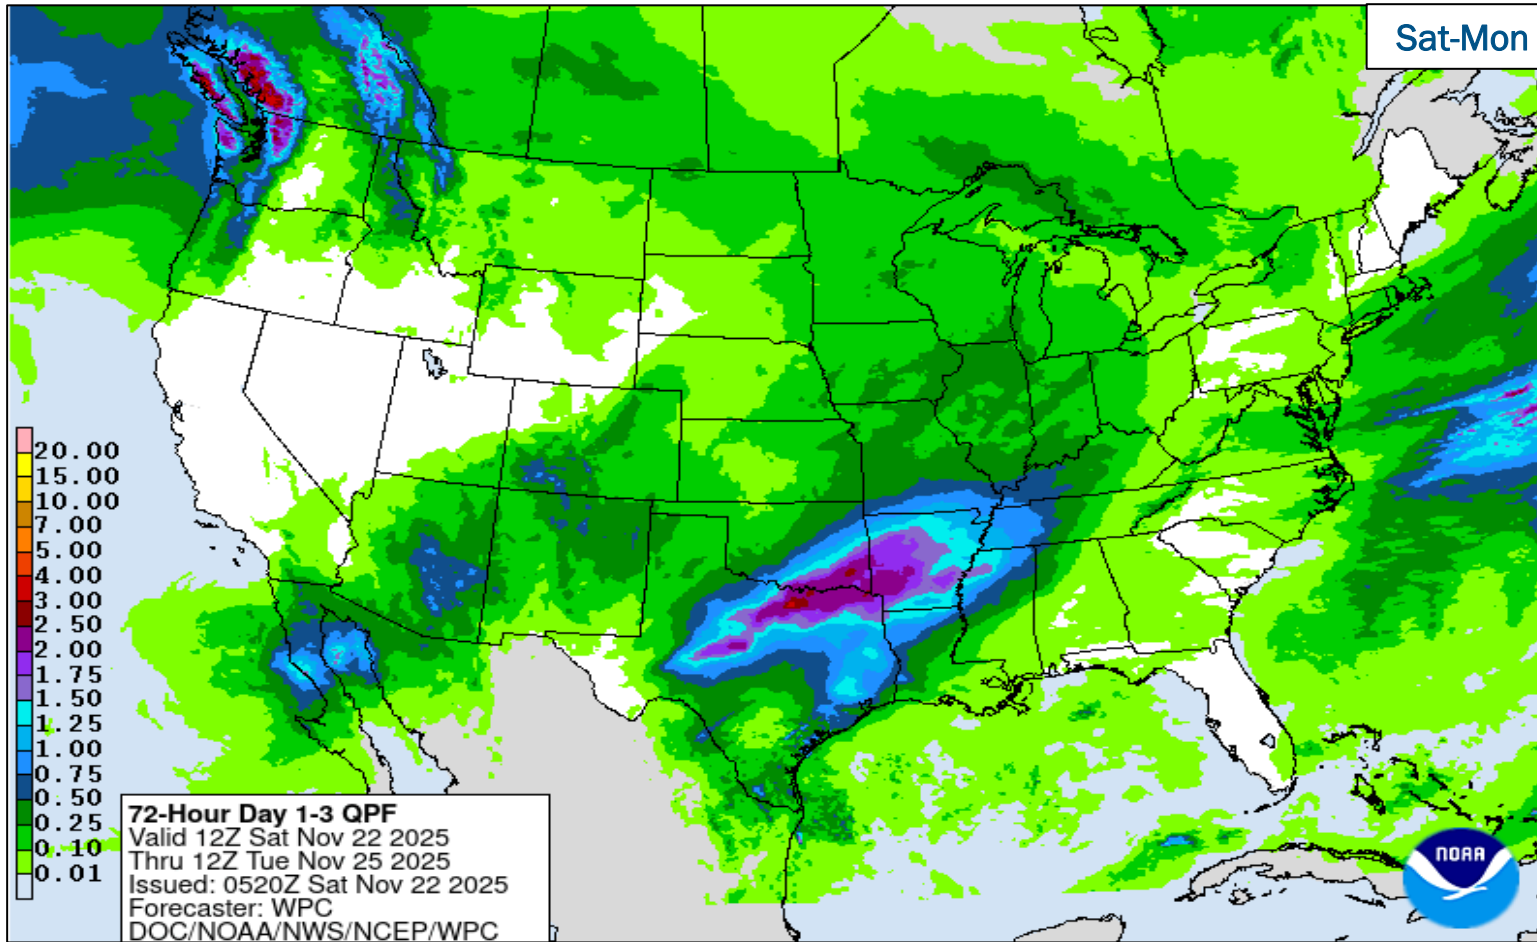 Sat-Mon
20.00
15.00
10.00
7.00
5.00
4.00
3.00
2.50
2.00
1.75
1.50
1.25
1.00
0.75
0.50
0.25
0.10
0.01
72-Hour Day 1-3 QPF
Valid 12Z Sat Nov 22 2025
Thru 12Z Tue Nov 25 2025
Issued: 0520Z Sat Nov 22 2025
Forecaster: WPC
DOC/NOAA/NWS/NCEP/WPC
NOAA